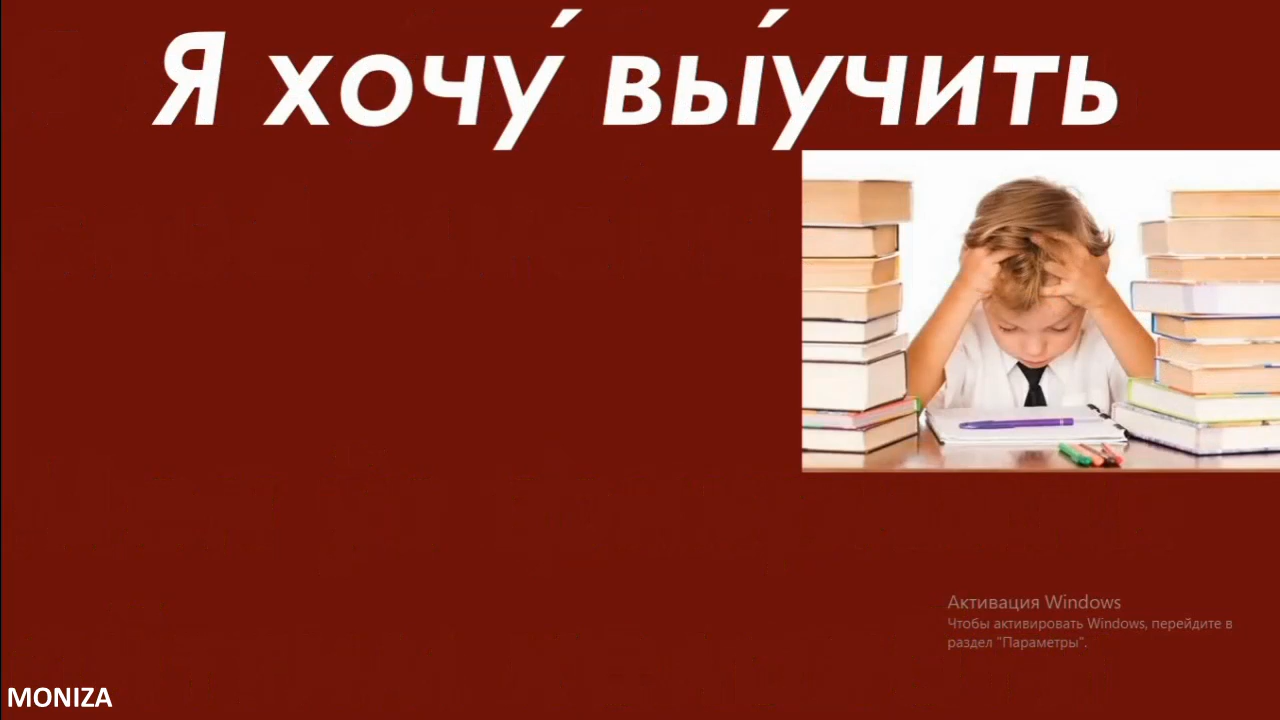 Я хочу́ вы́учить
Активация Windows
Чтобы активировать Windows, перейдите в
раздел "Параметры".
MONIZA